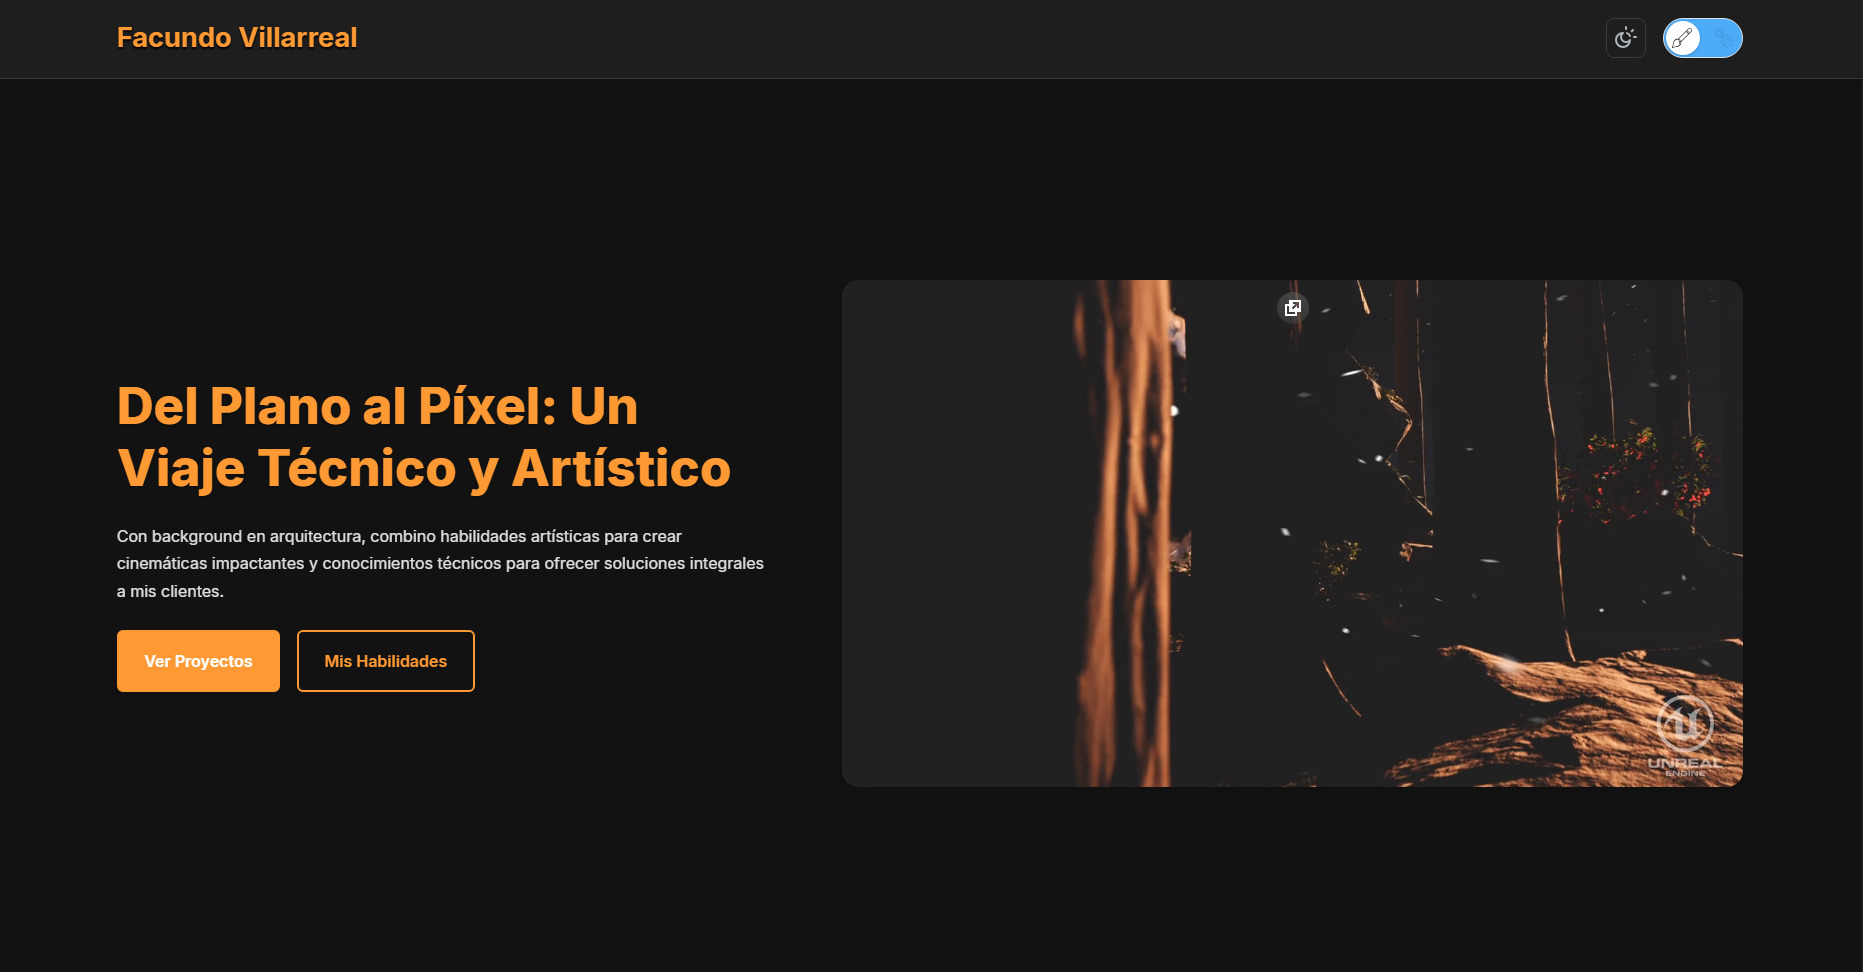 Facundo Villarreal
Del Plano al Píxel: Un
Viaje Técnico y Artístico
Con background en arquitectura, combino habilidades artísticas para crear
cinemáticas impactantes y conocimientos técnicos para ofrecer soluciones integrales
a mis clientes.
Ver Proyectos
Mis Habilidades
UNREAL
ENGINE